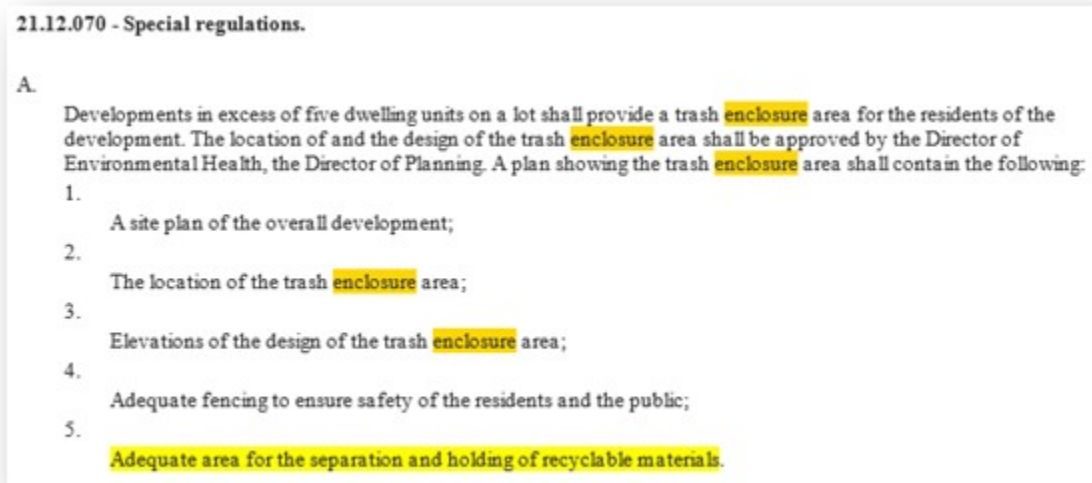 21.12.070 - Special regulations.
A.
Developments in excess of five dwelling units on a lot shall provide a trash enclosure area for the residents of the
development. The location of and the design of the trash enclosure area shall be approved by the Director of
Environmental Health, the Director of Planning. A plan showing the trash enclosure area shall contain the following:
1.
A site plan of the overall development;
2.
The location of the trash enclosure area;
3.
Elevations of the design of the trash enclosure area;
4.
Adequate fencing to ensure safety of the residents and the public;
5.
Adequate area for the separation and holding of recyclable materials.